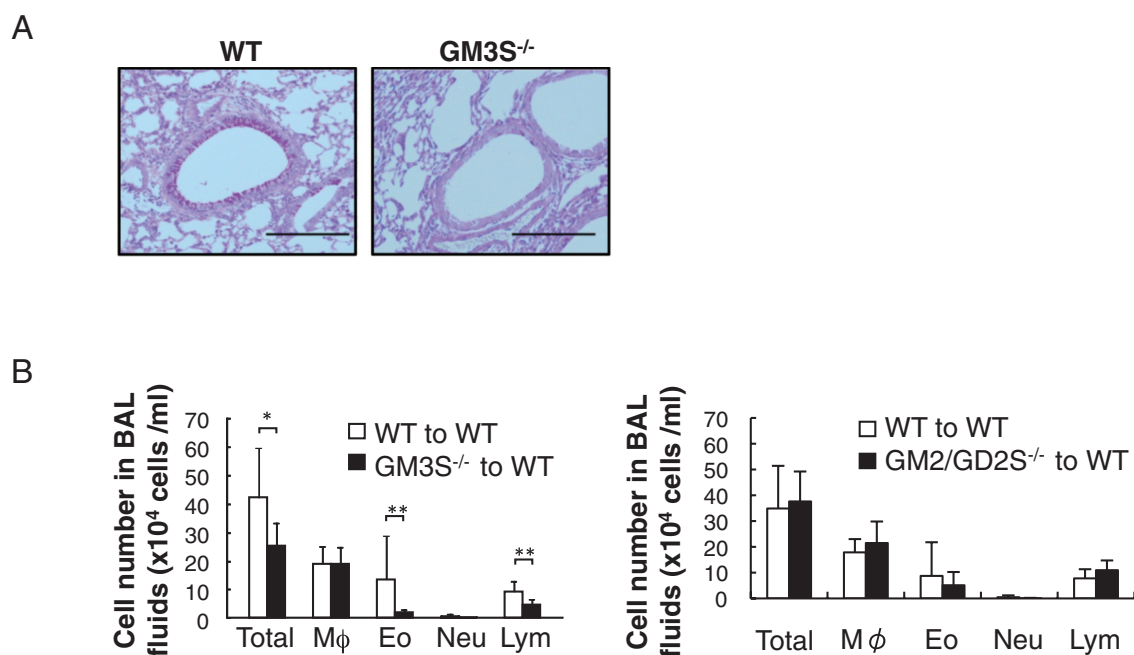 A
WT
GM3S-/-
B
Cell number in BAL
fluids (x10⁴ cells /ml)
70
60
50
40
30
20
10
0
*
**
**
WT to WT
GM3S-/- to WT
Total Mϕ Eo Neu Lym
Cell number in BAL
fluids (x10⁴ cells /ml)
70
60
50
40
30
20
10
0
WT to WT
GM2/GD2S-/- to WT
Total Mϕ Eo Neu Lym